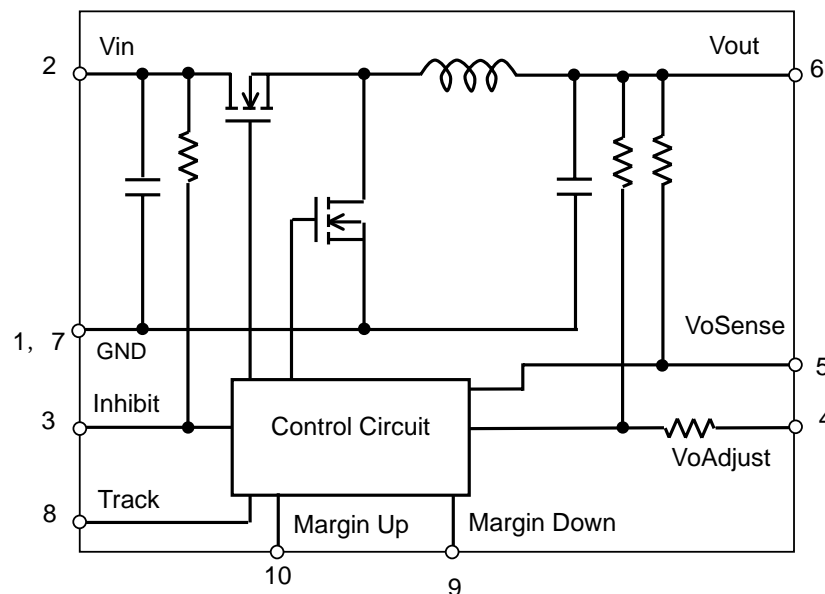 Vin
Vout
2
6
1, 7
GND
VoSense
5
Inhibit
3
Control Circuit
4
VoAdjust
Track
8
Margin Up
Margin Down
10
9